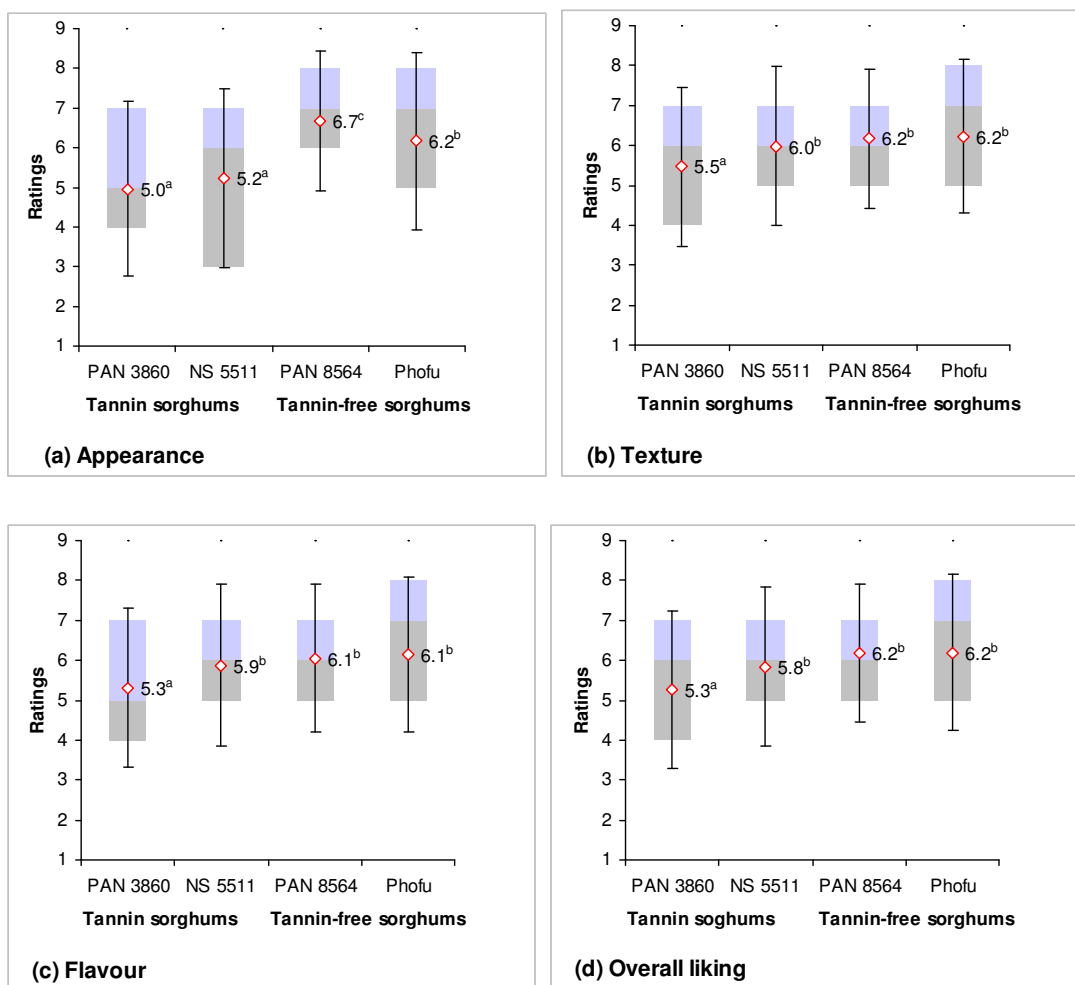 9
8
7
6
5
4
3
2
1
Ratings
5.0a
5.2a
6.7c
6.2b
PAN 3860 NS 5511 PAN 8564 Phofu
Tannin sorghums Tannin-free sorghums
(a) Appearance
9
8
7
6
5
4
3
2
1
Ratings
5.5a
6.0b
6.2b
6.2b
PAN 3860 NS 5511 PAN 8564 Phofu
Tannin sorghums Tannin-free sorghums
(b) Texture
9
8
7
6
5
4
3
2
1
Ratings
5.3a
5.9b
6.1b
6.1b
PAN 3860 NS 5511 PAN 8564 Phofu
Tannin sorghums Tannin-free sorghums
(c) Flavour
9
8
7
6
5
4
3
2
1
Ratings
5.3a
5.8b
6.2b
6.2b
PAN 3860 NS 5511 PAN 8564 Phofu
Tannin soghums Tannin-free sorghums
(d) Overall liking